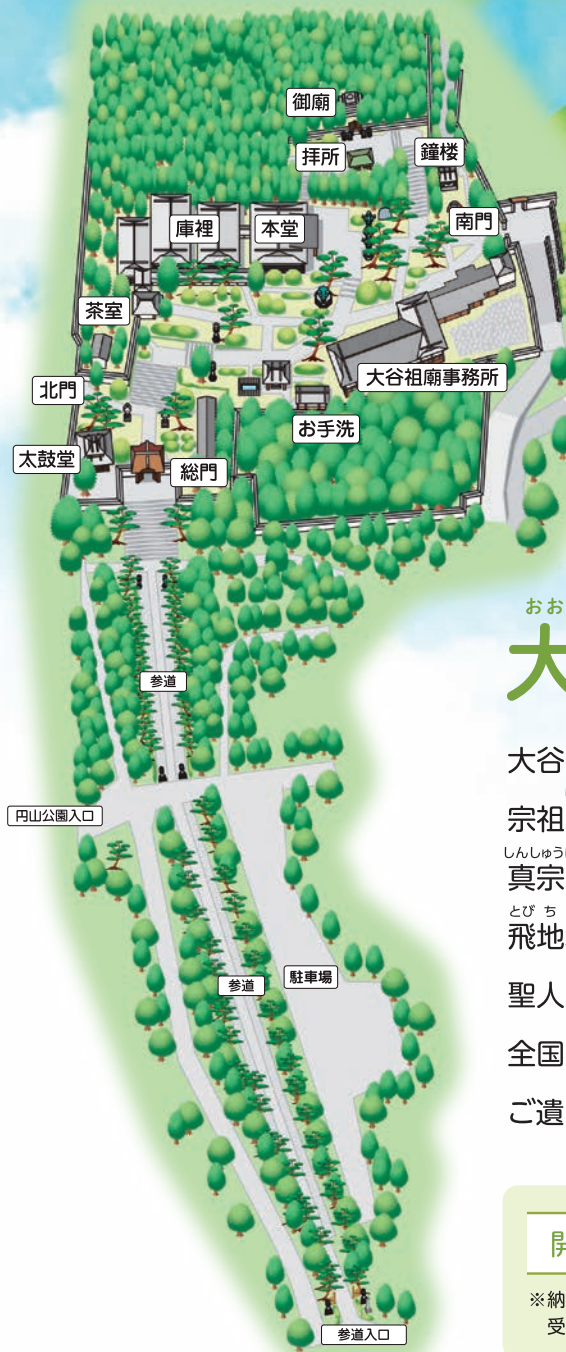 御廟
拝所
鐘楼
庫裡
本堂
南門
茶室
大谷祖廟事務所
北門
お手洗
太鼓堂
総門
参道
円山公園入口
参道
駐車場
参道入口
おお
大
大谷
宗祖
しんしゅう
真宗
とび ち
飛地
聖人
全国
ご遺
開
※納
受